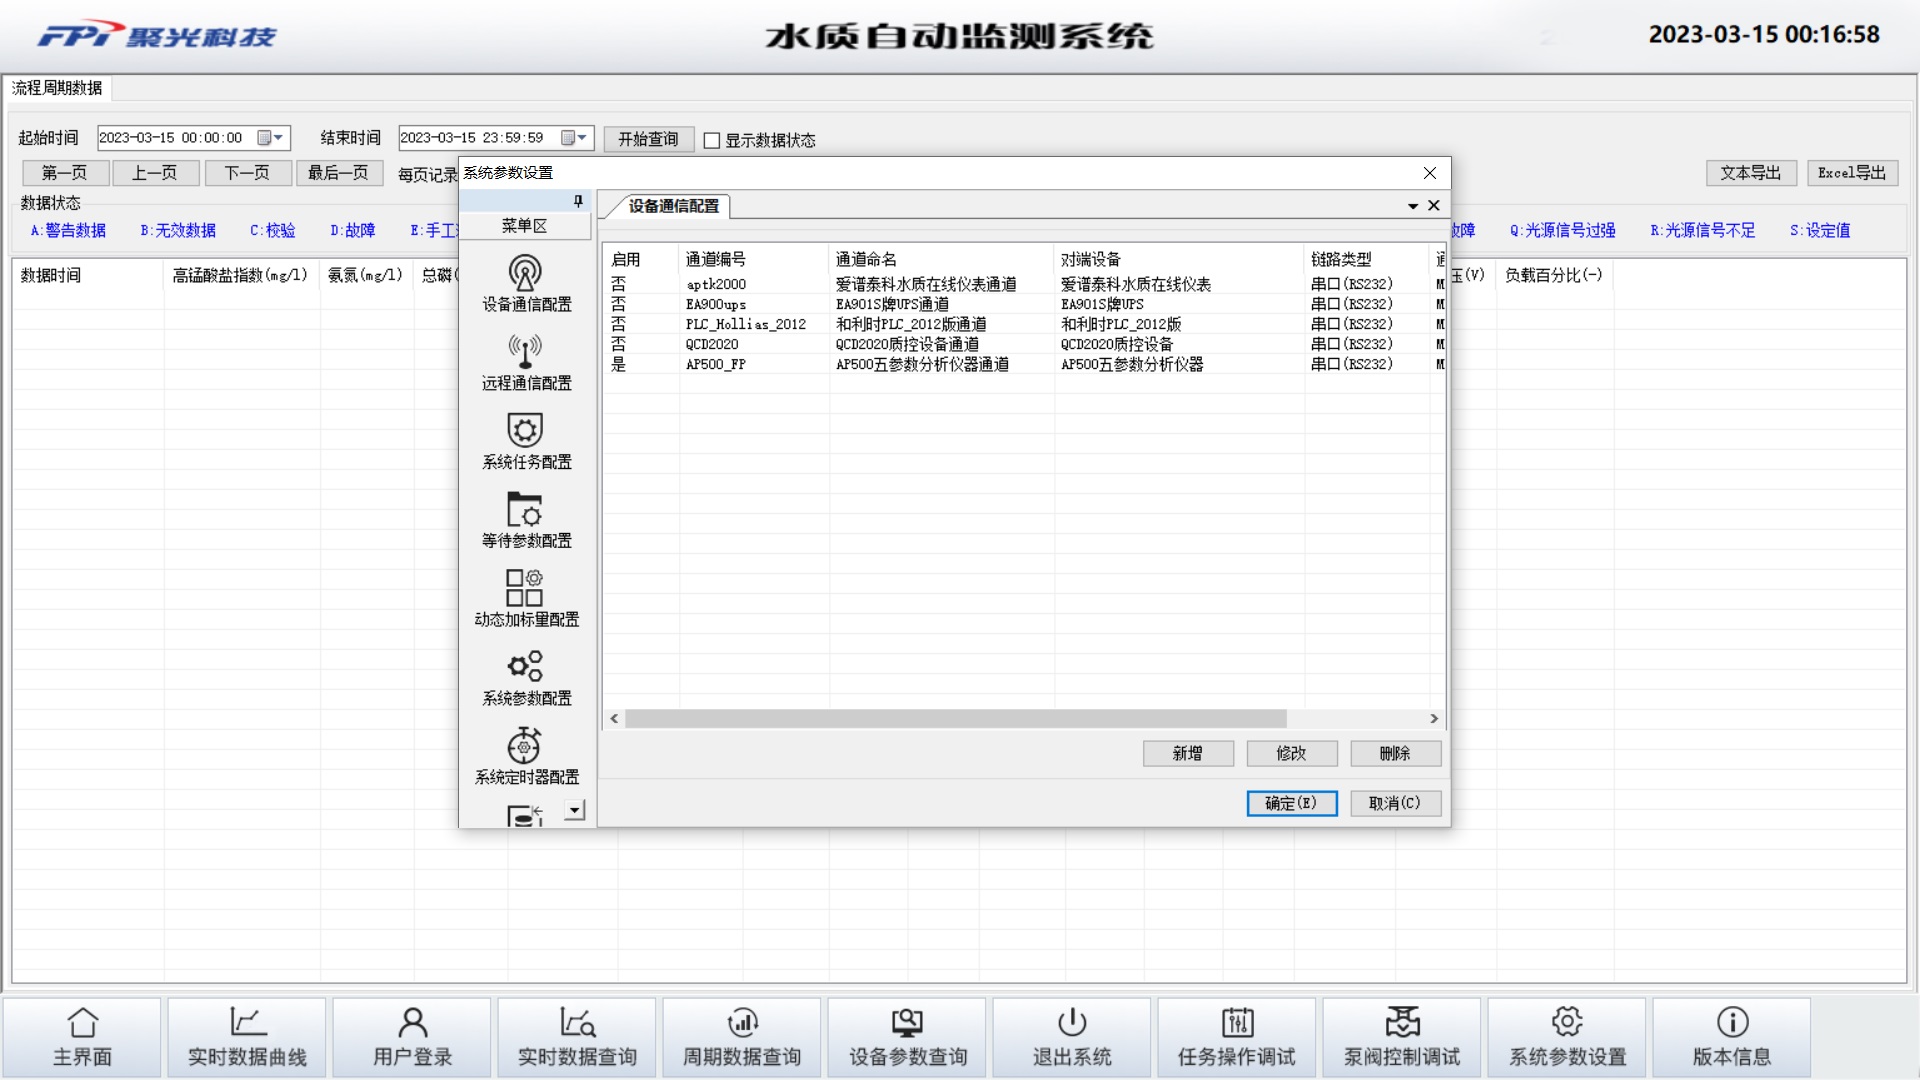 FPI 聚光科技
水质自动监测系统
2023-03-15 00:16:58
流程周期数据
起始时间 2023-03-15 00:00:00 结束时间 2023-03-15 23:59:59 开始查询 显示数据状态
第一页 上一页 下一页 最后一页 每页记录 文本导出 Excel导出
数据状态
A:警告数据 B:无效数据 C:校验 D:故障 E:手工 故障 Q:光源信号过强 R:光源信号不足 S:设定值
数据时间 高锰酸盐指数(mg/l) 氨氮(mg/l) 总磷( 压(V) 负载百分比(-)
系统参数设置
菜单区
设备通信配置
远程通信配置
系统任务配置
等待参数配置
动态加标量配置
系统参数配置
系统定时器配置
设备通信配置
启用 通道编号 通道命名 对端设备 链路类型
否 aptk2000 爱谱泰科水质在线仪表通道 爱谱泰科水质在线仪表 串口(RS232) M
否 EA900ups EA901S牌UPS通道 EA901S牌UPS 串口(RS232) M
否 PLC_Hollias_2012 和利时PLC_2012版通道 和利时PLC_2012版 串口(RS232) M
否 QCD2020 QCD2020质控设备通道 QCD2020质控设备 串口(RS232) M
是 AP500_FP AP500五参数分析仪器通道 AP500五参数分析仪器 串口(RS232) M
新增 修改 删除
确定(E) 取消(C)
主界面 实时数据曲线 用户登录 实时数据查询 周期数据查询 设备参数查询 退出系统 任务操作调试 泵阀控制调试 系统参数设置 版本信息